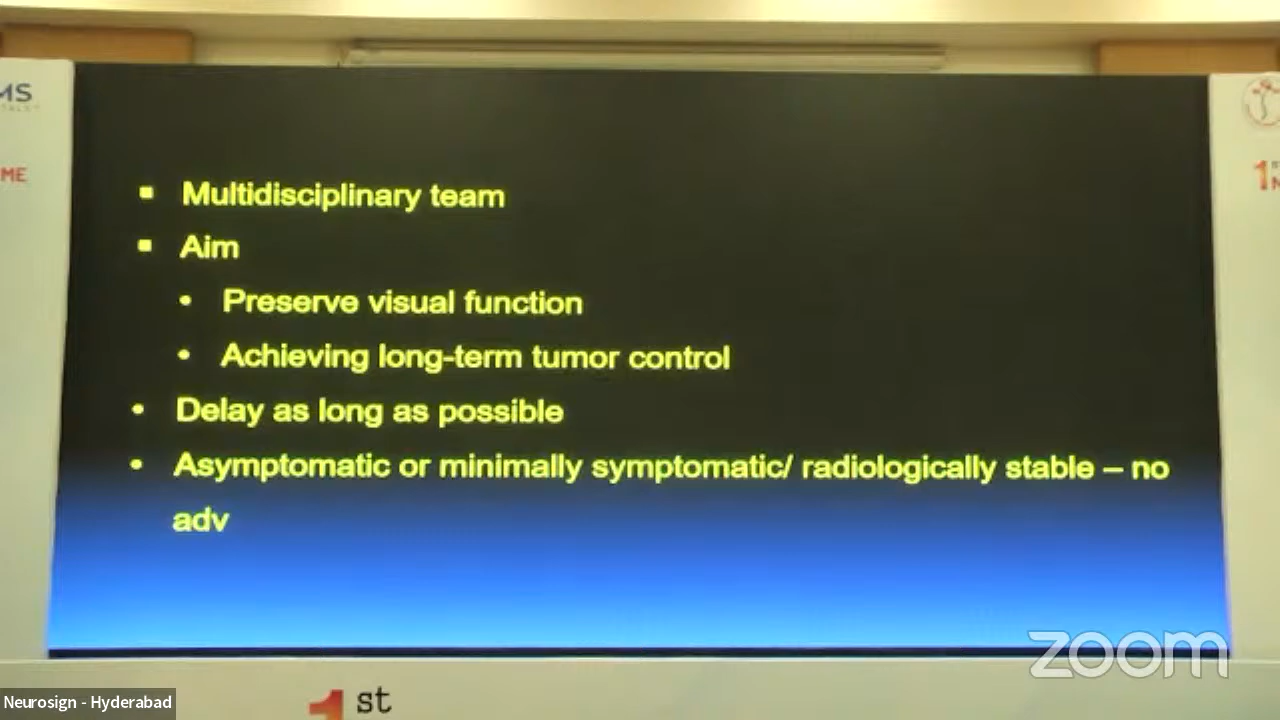 MS
ME
Multidisciplinary team
Aim
Preserve visual function
Achieving long-term tumor control
Delay as long as possible
Asymptomatic or minimally symptomatic/ radiologically stable – no
adv
1
zoom
Neurosign - Hyderabad
1st